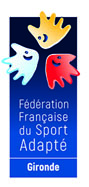 Fédération
Française
du Sport
Adapté
Gironde